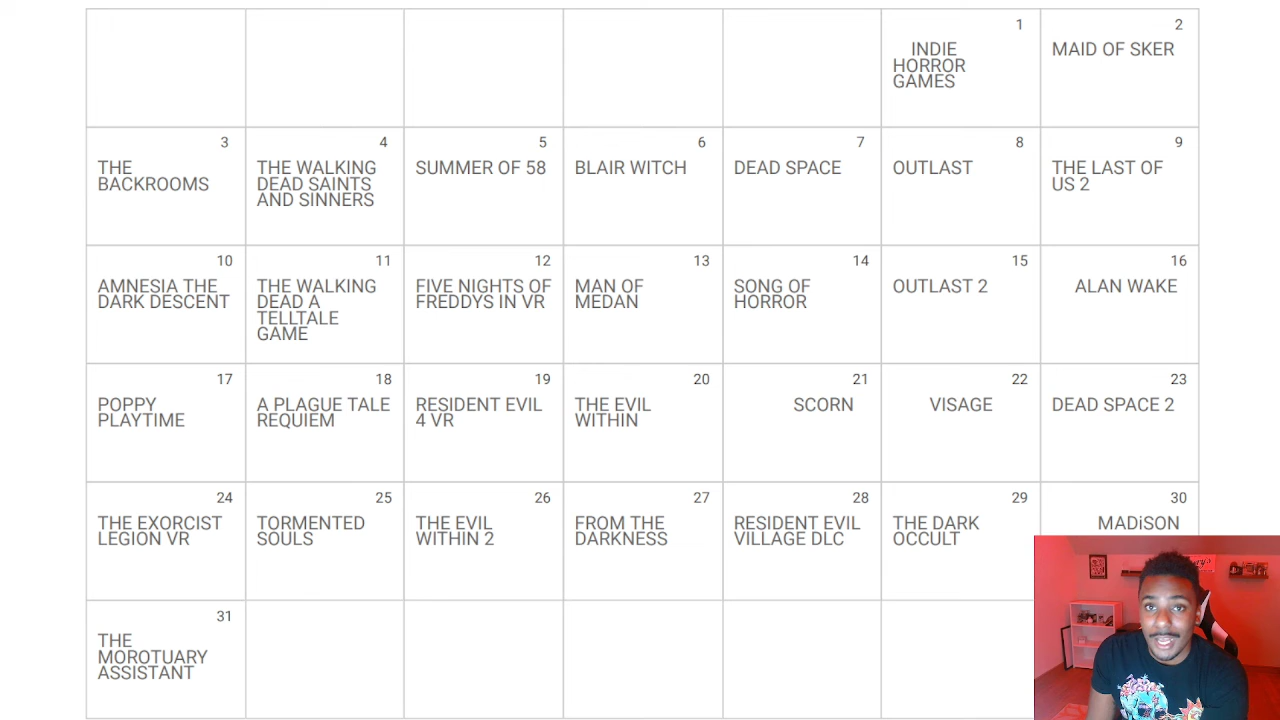 1
INDIE
HORROR
GAMES
2
MAID OF SKER
3
THE
BACKROOMS
4
THE WALKING
DEAD SAINTS
AND SINNERS
5
SUMMER OF 58
6
BLAIR WITCH
7
DEAD SPACE
8
OUTLAST
9
THE LAST OF
US 2
10
AMNESIA THE
DARK DESCENT
11
THE WALKING
DEAD A
TELLTALE
GAME
12
FIVE NIGHTS OF
FREDDYS IN VR
13
MAN OF
MEDAN
14
SONG OF
HORROR
15
OUTLAST 2
16
ALAN WAKE
17
POPPY
PLAYTIME
18
A PLAGUE TALE
REQUIEM
19
RESIDENT EVIL
4 VR
20
THE EVIL
WITHIN
21
SCORN
22
VISAGE
23
DEAD SPACE 2
24
THE EXORCIST
LEGION VR
25
TORMENTED
SOULS
26
THE EVIL
WITHIN 2
27
FROM THE
DARKNESS
28
RESIDENT EVIL
VILLAGE DLC
29
THE DARK
OCCULT
30
MADiSON
31
THE
MOROTUARY
ASSISTANT